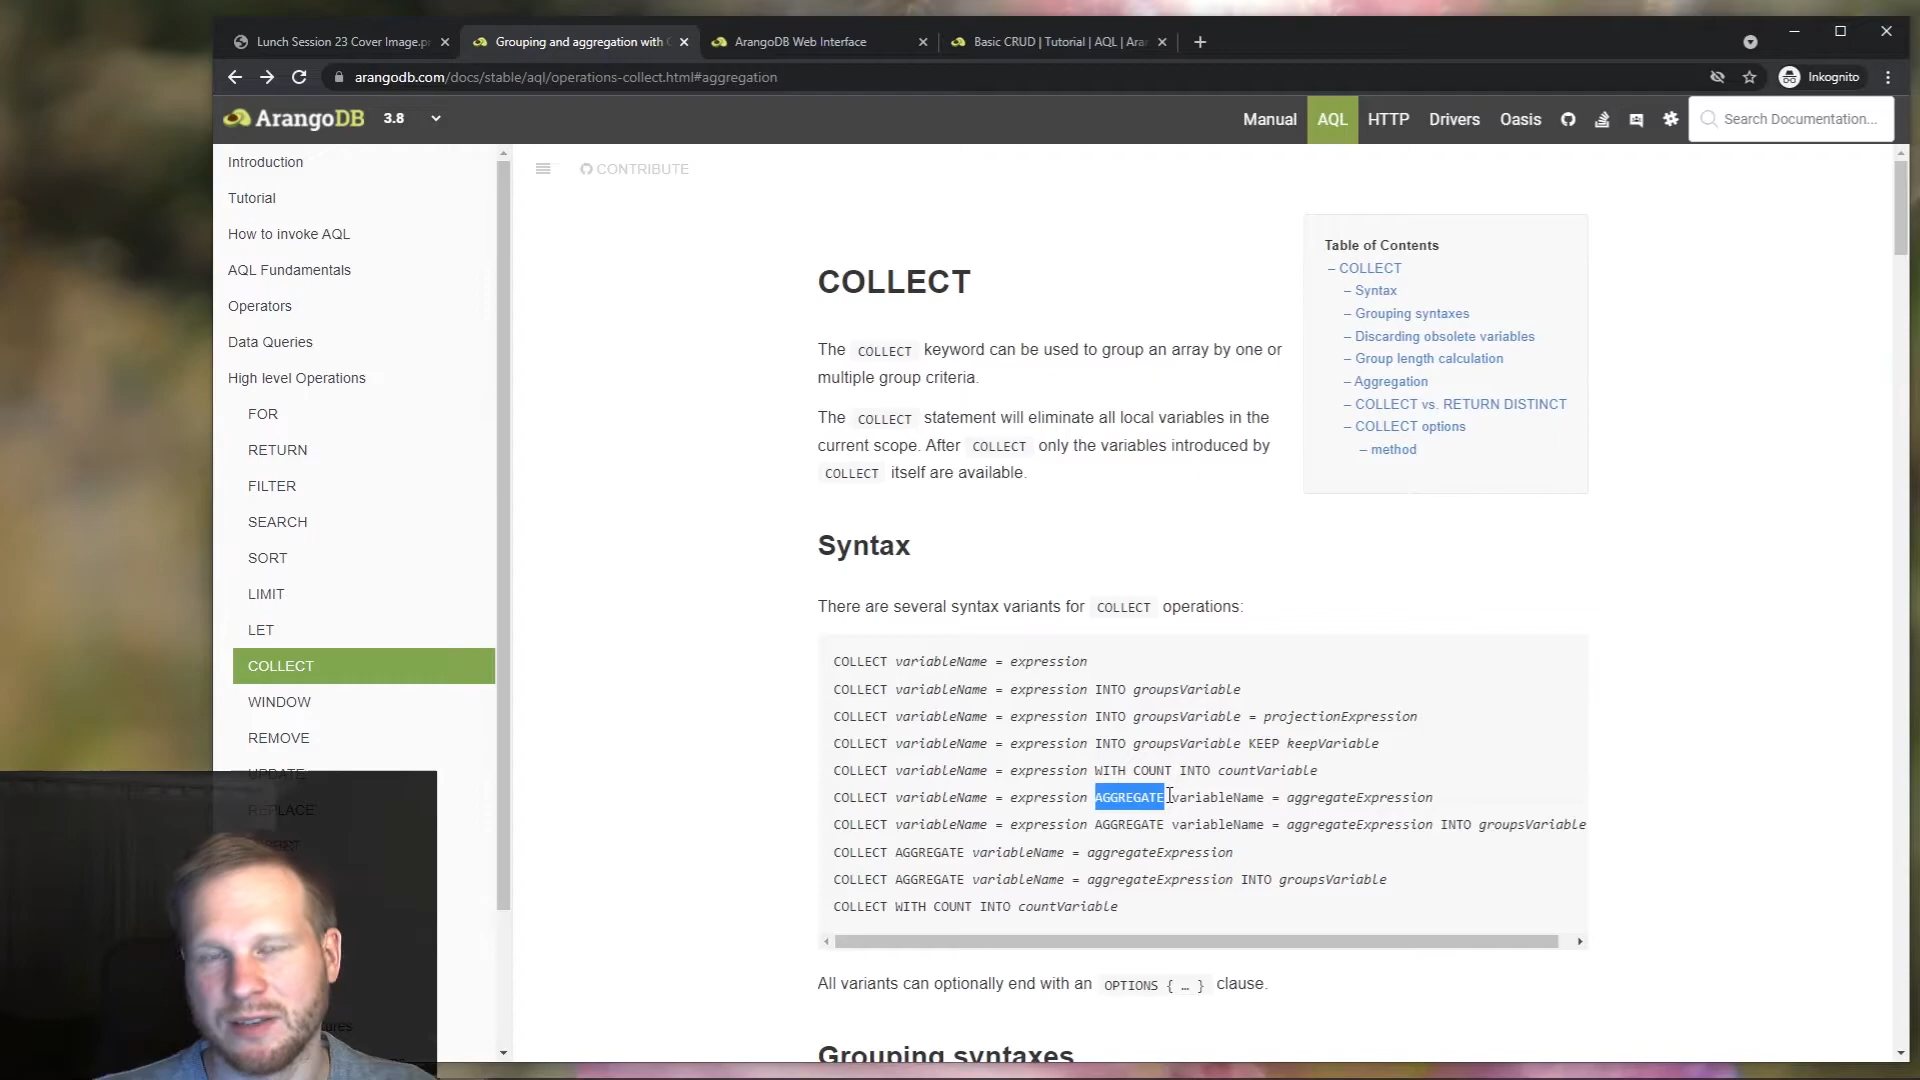 Lunch Session 23 Cover Image.pn
Grouping and aggregation with C
ArangoDB Web Interface
Basic CRUD | Tutorial | AQL | Aran
arangodb.com/docs/stable/aql/operations-collect.html#aggregation
Inkognito
ArangoDB 3.8
Manual AQL HTTP Drivers Oasis
Search Documentation...
Introduction
Tutorial
How to invoke AQL
AQL Fundamentals
Operators
Data Queries
High level Operations
FOR
RETURN
FILTER
SEARCH
SORT
LIMIT
LET
COLLECT
WINDOW
REMOVE
UPDATE
REPLACE
CONTRIBUTE
COLLECT
The COLLECT keyword can be used to group an array by one or
multiple group criteria.
The COLLECT statement will eliminate all local variables in the
current scope. After COLLECT only the variables introduced by
COLLECT itself are available.
Table of Contents
– COLLECT
– Syntax
– Grouping syntaxes
– Discarding obsolete variables
– Group length calculation
– Aggregation
– COLLECT vs. RETURN DISTINCT
– COLLECT options
– method
Syntax
There are several syntax variants for COLLECT operations:
COLLECT variableName = expression
COLLECT variableName = expression INTO groupsVariable
COLLECT variableName = expression INTO groupsVariable = projectionExpression
COLLECT variableName = expression INTO groupsVariable KEEP keepVariable
COLLECT variableName = expression WITH COUNT INTO countVariable
COLLECT variableName = expression AGGREGATE variableName = aggregateExpression
COLLECT variableName = expression AGGREGATE variableName = aggregateExpression INTO groupsVariable
COLLECT AGGREGATE variableName = aggregateExpression
COLLECT AGGREGATE variableName = aggregateExpression INTO groupsVariable
COLLECT WITH COUNT INTO countVariable
All variants can optionally end with an OPTIONS { … } clause.
Grouping syntaxes